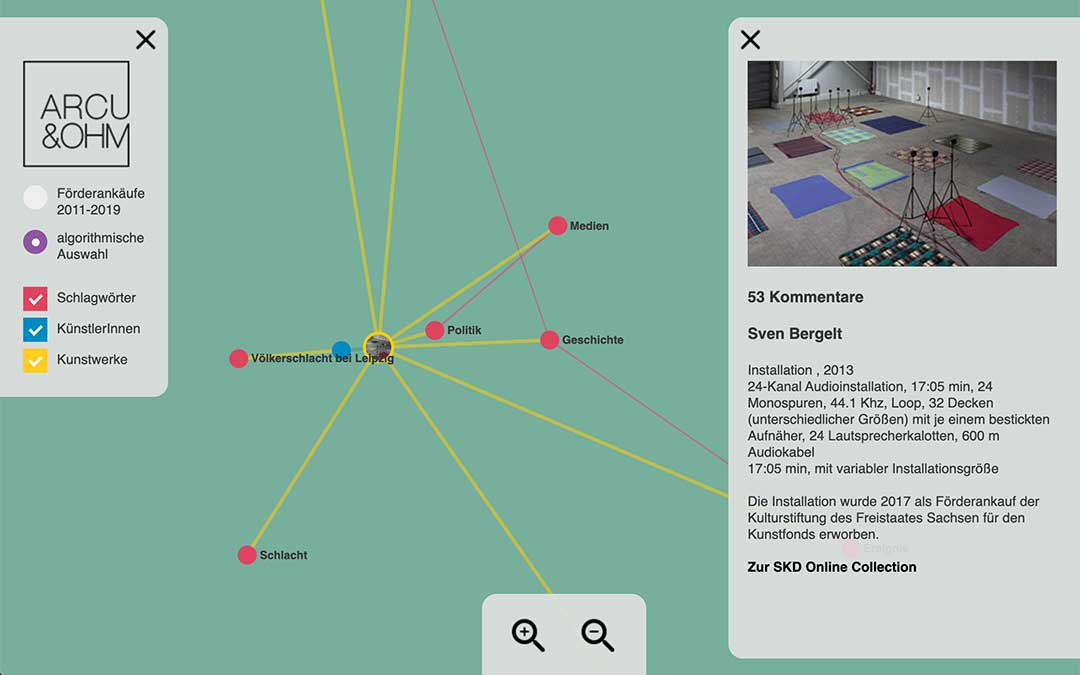 ARCU
&OHM
Förderankäufe
2011-2019
algorithmische
Auswahl
Schlagwörter
KünstlerInnen
Kunstwerke
Medien
Politik
Geschichte
Völkerschlacht bei Leipzig
Schlacht
53 Kommentare
Sven Bergelt
Installation , 2013
24-Kanal Audioinstallation, 17:05 min, 24
Monospuren, 44.1 Khz, Loop, 32 Decken
(unterschiedlicher Größen) mit je einem bestickten
Aufnäher, 24 Lautsprecherkalotten, 600 m
Audiokabel
17:05 min, mit variabler Installationsgröße
Die Installation wurde 2017 als Förderankauf der
Kulturstiftung des Freistaates Sachsen für den
Kunstfonds erworben.
Ereignis
Zur SKD Online Collection